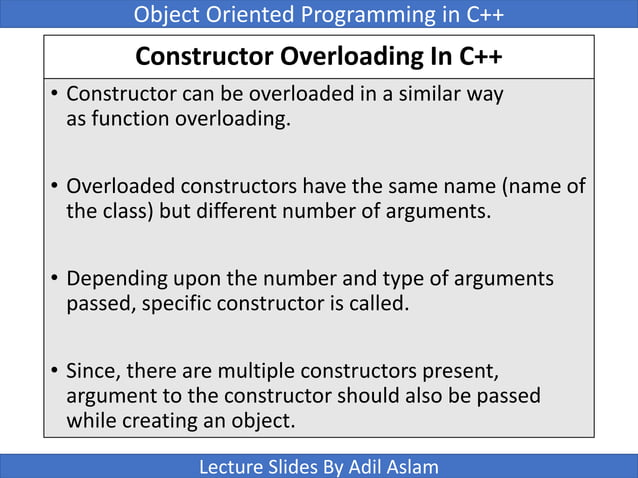 Object Oriented Programming in C++
Constructor Overloading In C++
• Constructor can be overloaded in a similar way
as function overloading.
• Overloaded constructors have the same name (name of
the class) but different number of arguments.
• Depending upon the number and type of arguments
passed, specific constructor is called.
• Since, there are multiple constructors present,
argument to the constructor should also be passed
while creating an object.
Lecture Slides By Adil Aslam